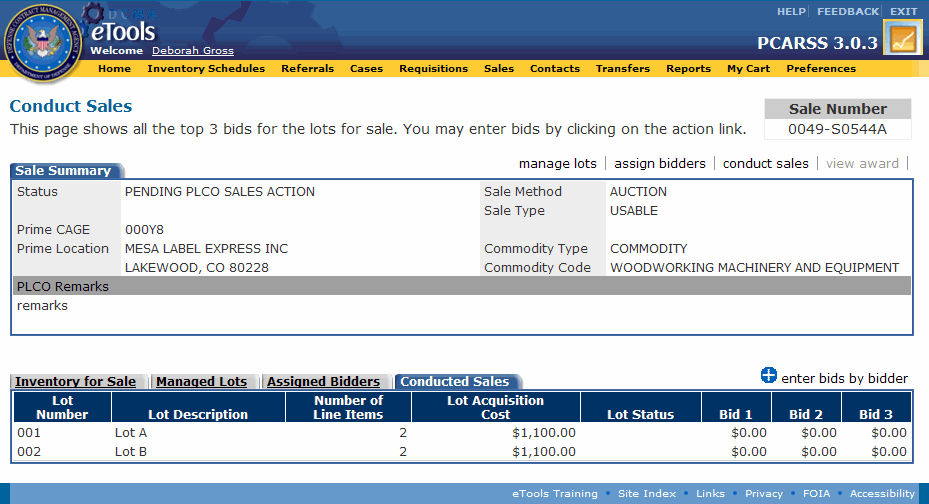 HELP FEEDBACK EXIT
DCMA
eTools
Welcome Deborah Gross
PCARSS 3.0.3
Home Inventory Schedules Referrals Cases Requisitions Sales Contacts Transfers Reports My Cart Preferences
Conduct Sales
This page shows all the top 3 bids for the lots for sale. You may enter bids by clicking on the action link.
Sale Number
0049-S0544A
manage lots | assign bidders | conduct sales | view award |
Sale Summary
Status PENDING PLCO SALES ACTION Sale Method AUCTION
Sale Type USABLE
Prime CAGE 000Y8
Prime Location MESA LABEL EXPRESS INC Commodity Type COMMODITY
LAKEWOOD, CO 80228 Commodity Code WOODWORKING MACHINERY AND EQUIPMENT
PLCO Remarks
remarks
Inventory for Sale Managed Lots Assigned Bidders Conducted Sales enter bids by bidder
Lot Number Lot Description Number of Line Items Lot Acquisition Cost Lot Status Bid 1 Bid 2 Bid 3
001 Lot A 2 $1,100.00 $0.00 $0.00 $0.00
002 Lot B 2 $1,100.00 $0.00 $0.00 $0.00
eTools Training • Site Index • Links • Privacy • FOIA • Accessibility